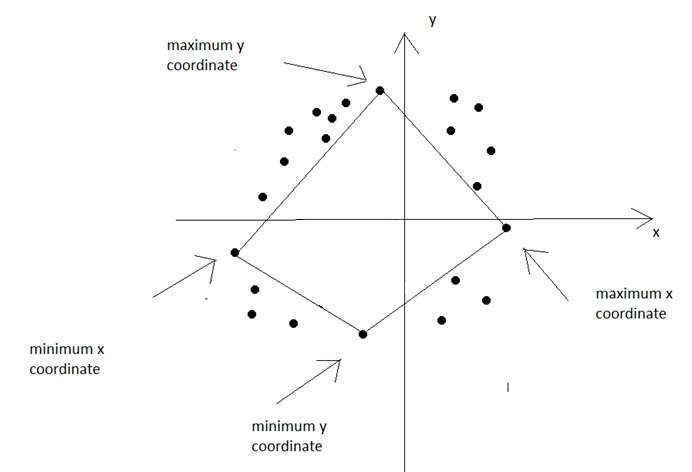 y
maximum y
coordinate
x
maximum x
coordinate
minimum x
coordinate
minimum y
coordinate